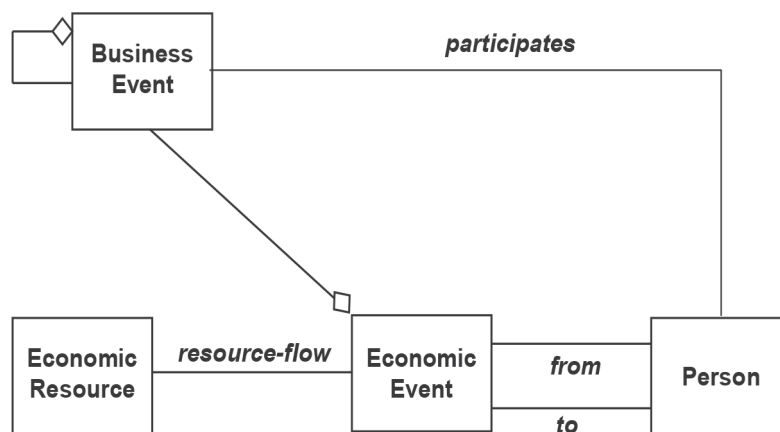 participates
Business
Event
Economic
Resource
resource-flow
Economic
Event
from
to
Person